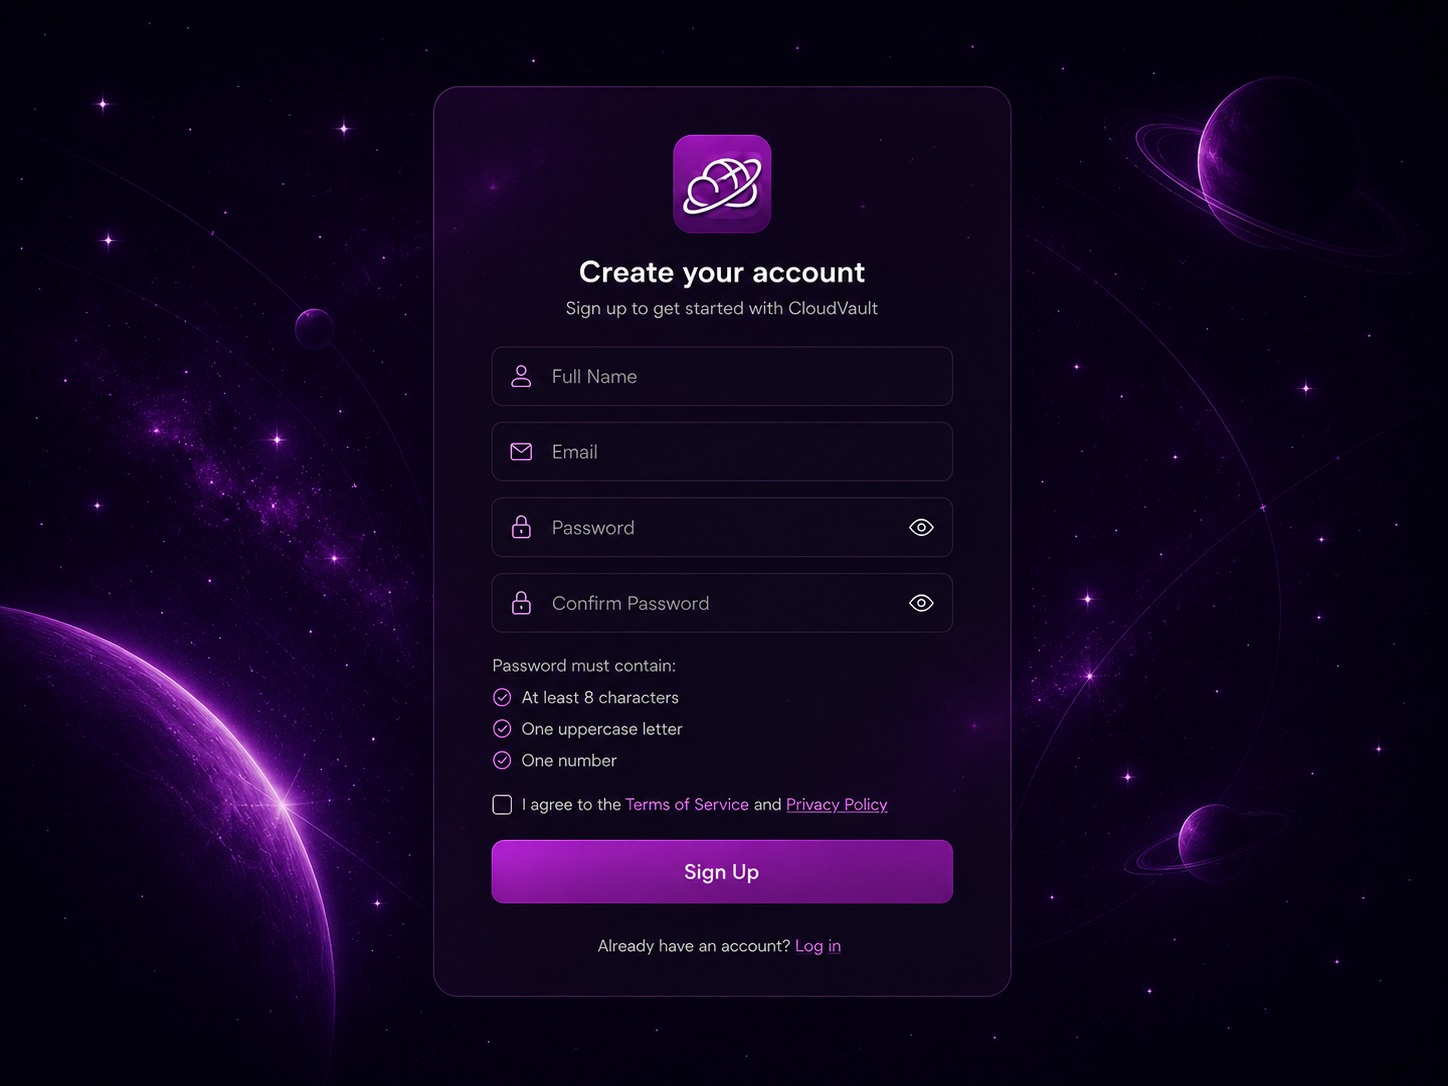 Create your account
Sign up to get started with CloudVault
Full Name
Email
Password
Confirm Password
Password must contain:
At least 8 characters
One uppercase letter
One number
I agree to the Terms of Service and Privacy Policy
Sign Up
Already have an account? Log in